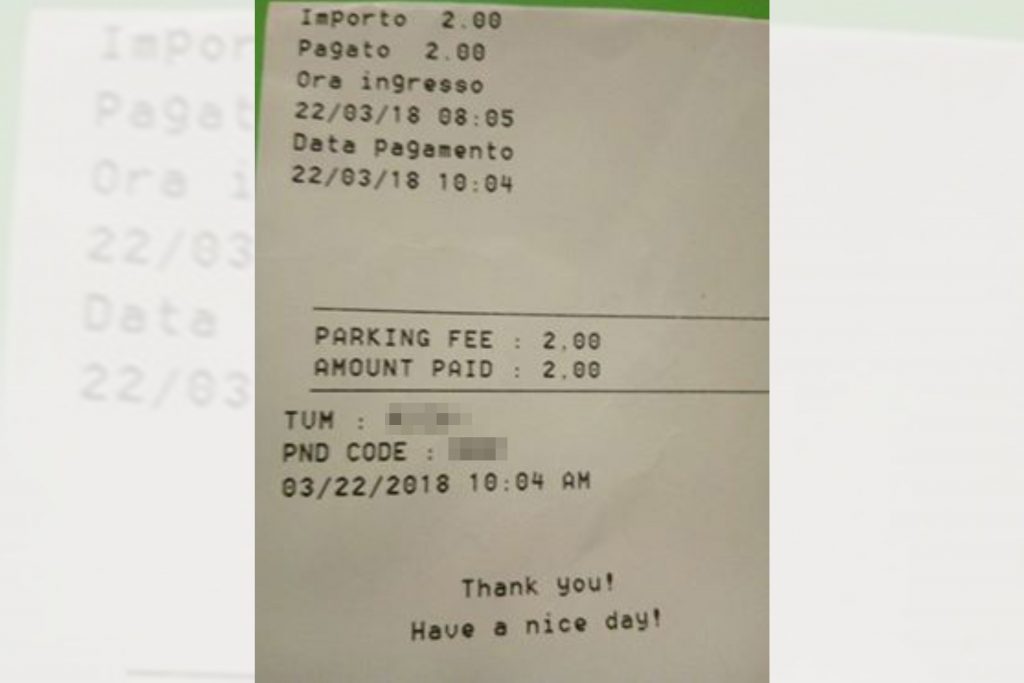 Importo 2.00
Pagato 2.00
Ora ingresso
22/03/18 08:05
Data pagamento
22/03/18 10:04
PARKING FEE : 2.00
AMOUNT PAID : 2.00
TUM :
PND CODE :
03/22/2018 10:04 AM
Thank you!
Have a nice day!